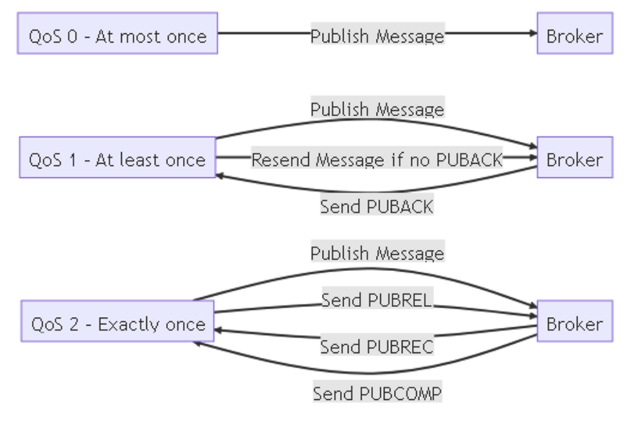 QoS 0 - At most once
Publish Message
Broker
Publish Message
QoS 1 - At least once
Resend Message if no PUBACK
Broker
Send PUBACK
Publish Message
Send PUBREL
QoS 2 - Exactly once
Broker
Send PUBREC
Send PUBCOMP